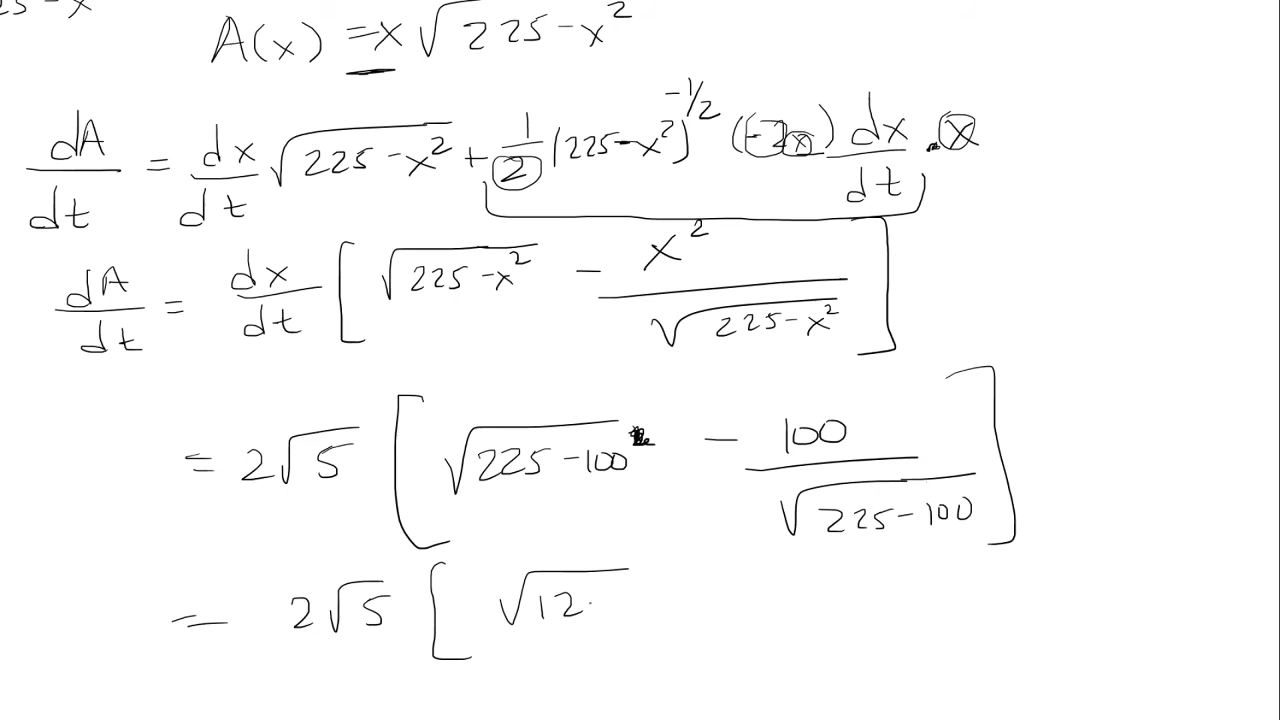 25-x
A(x) = x√225-x²
dA/dt = dx/dt √225-x² + 1/2 (225-x²)^-1/2 (-2x) dx/dt . x
dA/dt = dx/dt [ √225-x² - x²/√225-x² ]
= 2√5 [ √225-100 - 100/√225-100 ]
= 2√5 [ √12